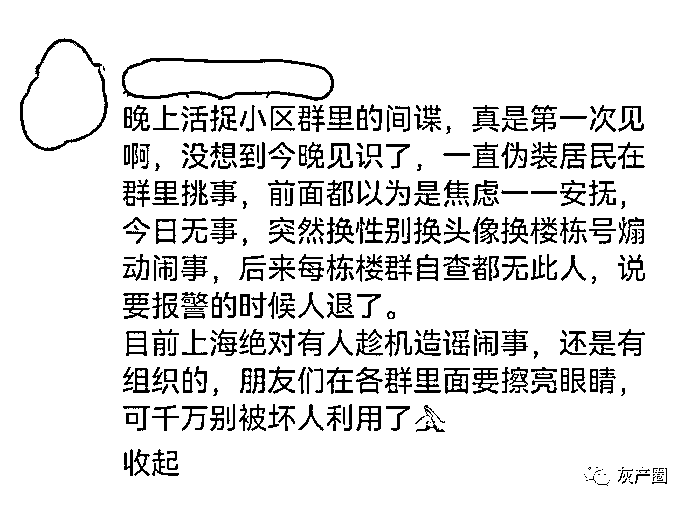 晚上活捉小区群里的间谍，真是第一次见
啊，没想到今晚见识了，一直伪装居民在
群里挑事，前面都以为是焦虑一一安抚，
今日无事，突然换性别换头像换楼栋号煽
动闹事，后来每栋楼群自查都无此人，说
要报警的时候人退了。
目前上海绝对有人趁机造谣闹事，还是有
组织的，朋友们在各群里面要擦亮眼睛，
可千万别被坏人利用了🙏
收起
灰产圈